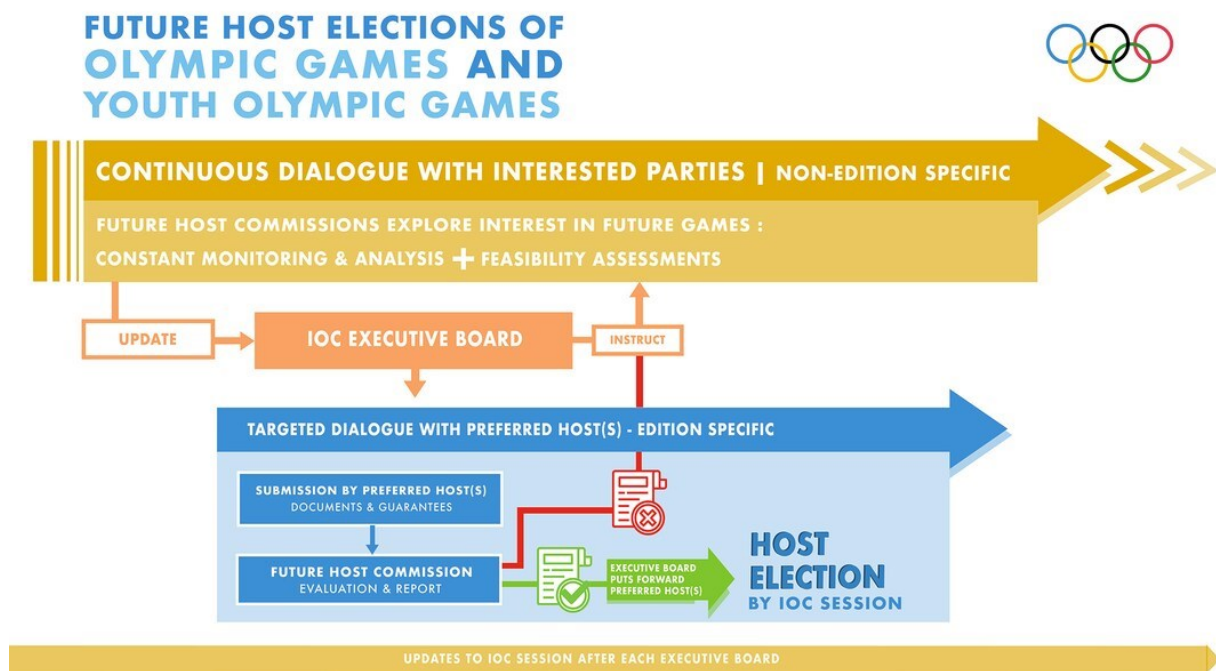 FUTURE HOST ELECTIONS OF
OLYMPIC GAMES AND
YOUTH OLYMPIC GAMES
CONTINUOUS DIALOGUE WITH INTERESTED PARTIES | NON-EDITION SPECIFIC
FUTURE HOST COMMISSIONS EXPLORE INTEREST IN FUTURE GAMES :
CONSTANT MONITORING & ANALYSIS + FEASIBILITY ASSESSMENTS
UPDATE
IOC EXECUTIVE BOARD
INSTRUCT
TARGETED DIALOGUE WITH PREFERRED HOST(S) - EDITION SPECIFIC
SUBMISSION BY PREFERRED HOST(S)
DOCUMENTS & GUARANTEES
FUTURE HOST COMMISSION
EVALUATION & REPORT
EXECUTIVE BOARD
PUTS FORWARD
PREFERRED HOST(S)
HOST
ELECTION
BY IOC SESSION
UPDATES TO IOC SESSION AFTER EACH EXECUTIVE BOARD